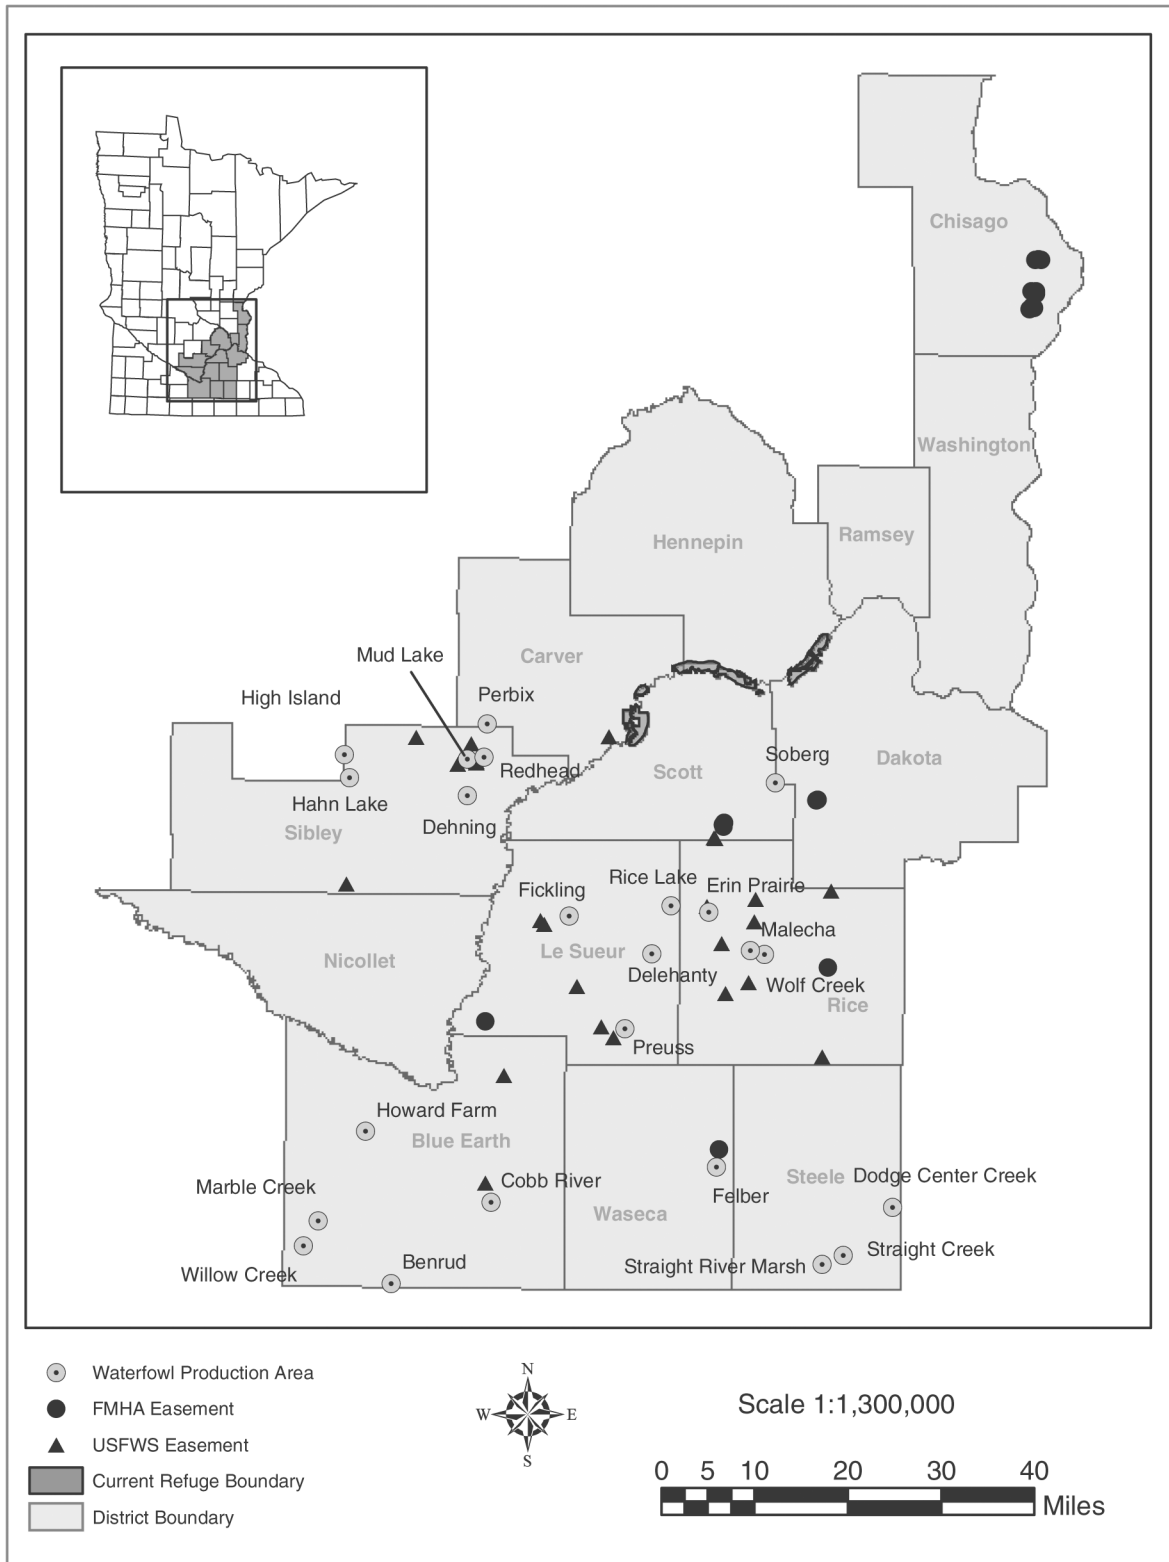 Chisago
Washington
Ramsey
Hennepin
Mud Lake
Carver
High Island
Perbix
Soberg
Dakota
Redhead
Scott
Hahn Lake
Sibley
Dehning
Rice Lake
Erin Prairie
Fickling
Malecha
Le Sueur
Nicollet
Delehanty
Wolf Creek
Rice
Preuss
Howard Farm
Blue Earth
Marble Creek
Cobb River
Steele
Dodge Center Creek
Felber
Waseca
Straight Creek
Benrud
Straight River Marsh
Willow Creek
Waterfowl Production Area
FMHA Easement
USFWS Easement
Current Refuge Boundary
District Boundary
N
W E
S
Scale 1:1,300,000
0 5 10 20 30 40
Miles